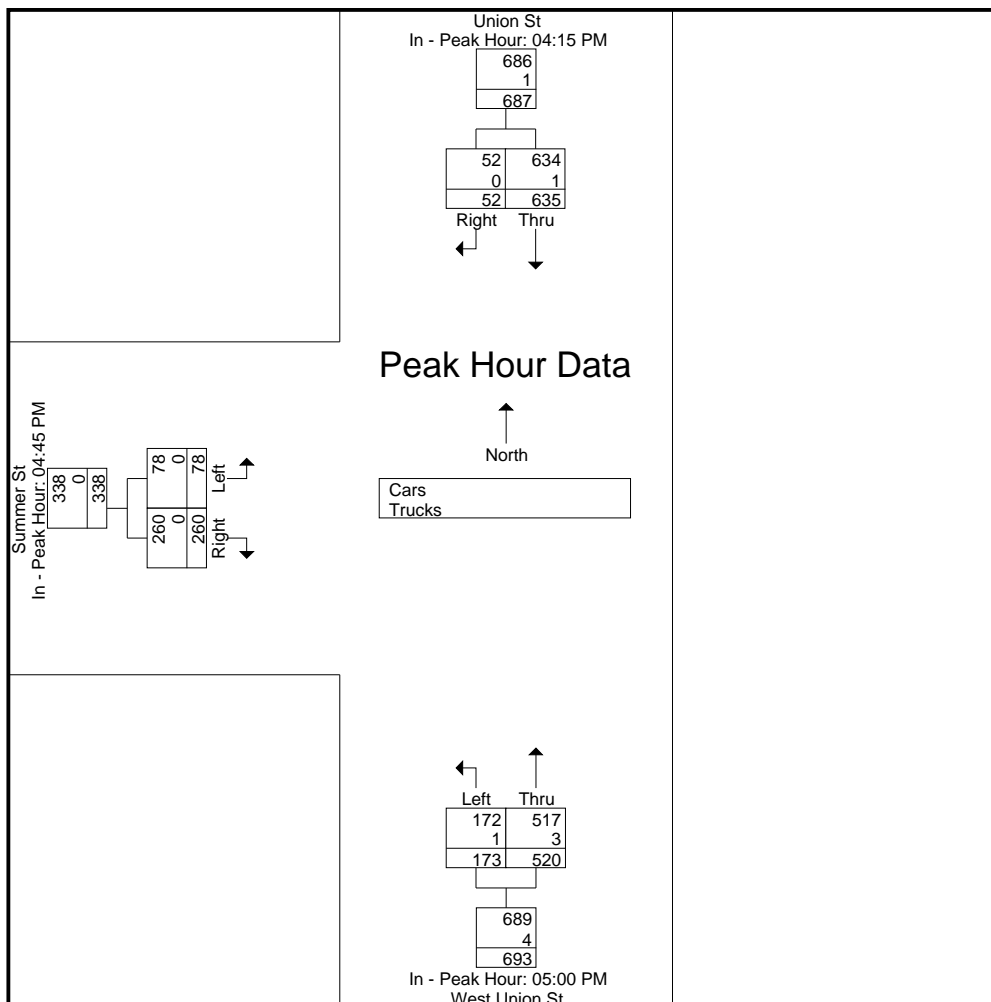 Union St
In - Peak Hour: 04:15 PM
686
1
687
52 634
0 1
52 635
Right Thru
Peak Hour Data
North
Cars
Trucks
Summer St
In - Peak Hour: 04:45 PM
338
0
338
78
0
78
Left
260
0
260
Right
Left Thru
172 517
1 3
173 520
689
4
693
In - Peak Hour: 05:00 PM
West Union St